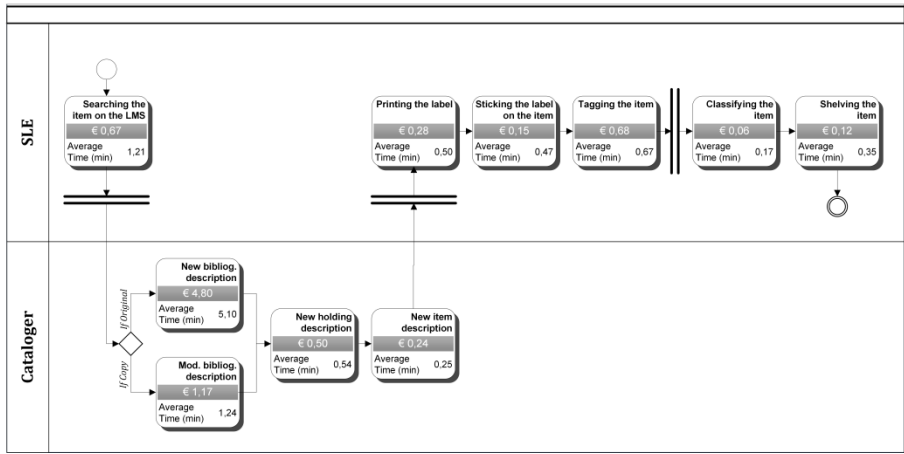 SLE
Searching the
item on the LMS
€ 0,67
Average
Time (min) 1,21
Printing the label
€ 0,28
Average
Time (min) 0,50
Sticking the label
on the item
€ 0,15
Average
Time (min) 0,47
Tagging the item
€ 0,68
Average
Time (min) 0,67
Classifying the
item
€ 0,06
Average
Time (min) 0,17
Shelving the
item
€ 0,12
Average
Time (min) 0,35
Cataloger
If Original
If Copy
New bibliog.
description
€ 4,80
Average
Time (min) 5,10
Mod. bibliog.
description
€ 1,17
Average
Time (min) 1,24
New holding
description
€ 0,50
Average
Time (min) 0,54
New item
description
€ 0,24
Average
Time (min) 0,25